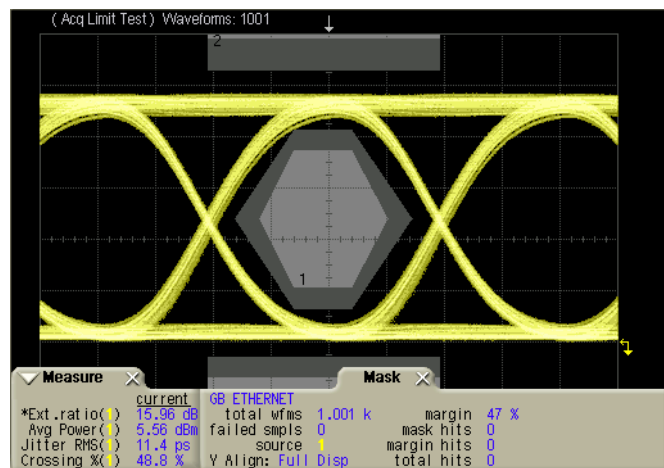 ( Acq Limit Test ) Waveforms: 1001
2
1
Measure
Mask
current
*Ext.ratio(1) 15.96 dB
Avg Power(1) 5.56 dBm
Jitter RMS(1) 11.4 ps
Crossing %(1) 48.8 %
GB ETHERNET
total wfms 1.001 k margin 47 %
failed smpls 0 mask hits 0
source 1 margin hits 0
Y Align: Full Disp total hits 0